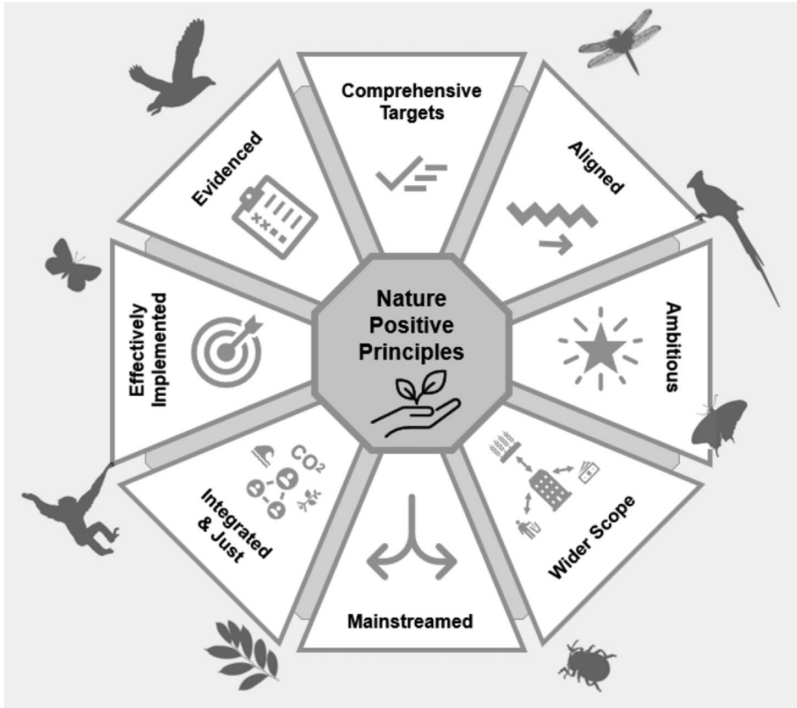 Comprehensive
Targets
Aligned
Ambitious
Wider Scope
Mainstreamed
Integrated
& Just
CO²
Effectively
Implemented
Evidenced
Nature
Positive
Principles